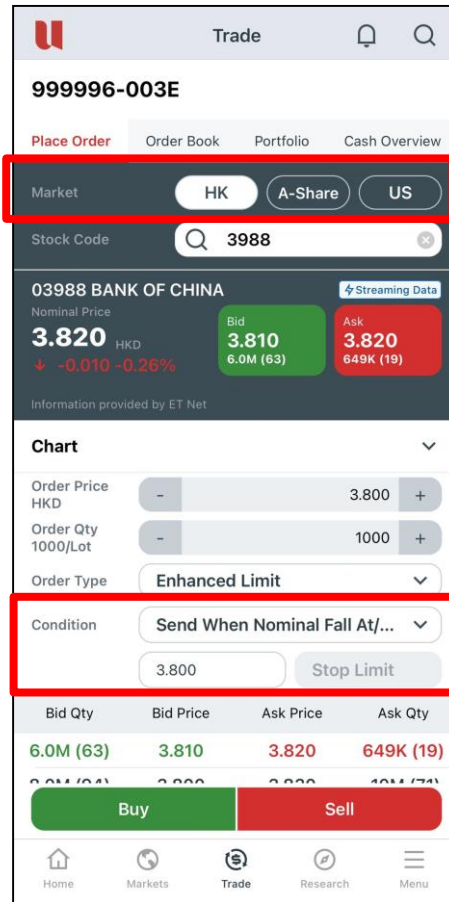 Trade
999996-003E
Place Order Order Book Portfolio Cash Overview
Market HK A-Share US
Stock Code 3988
03988 BANK OF CHINA Streaming Data
Nominal Price
3.820 HKD
-0.010 -0.26%
Bid
3.810
6.0M (63)
Ask
3.820
649K (19)
Information provided by ET Net
Chart
Order Price
HKD
- 3.800 +
Order Qty
1000/Lot
- 1000 +
Order Type Enhanced Limit
Condition Send When Nominal Fall At/...
3.800 Stop Limit
Bid Qty Bid Price Ask Price Ask Qty
6.0M (63) 3.810 3.820 649K (19)
Buy Sell
Home Markets Trade Research Menu